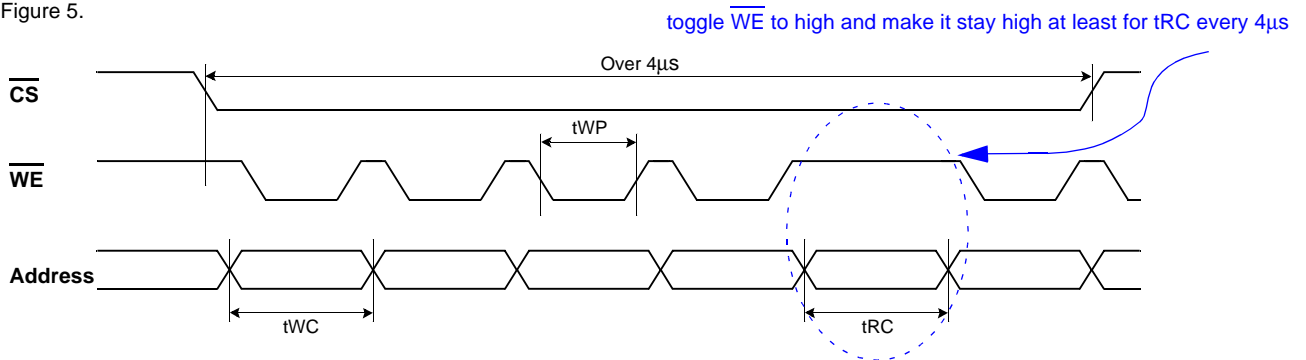 Figure 5.
toggle WE to high and make it stay high at least for tRC every 4μs
Over 4μs
CS
tWP
WE
Address
tWC
tRC